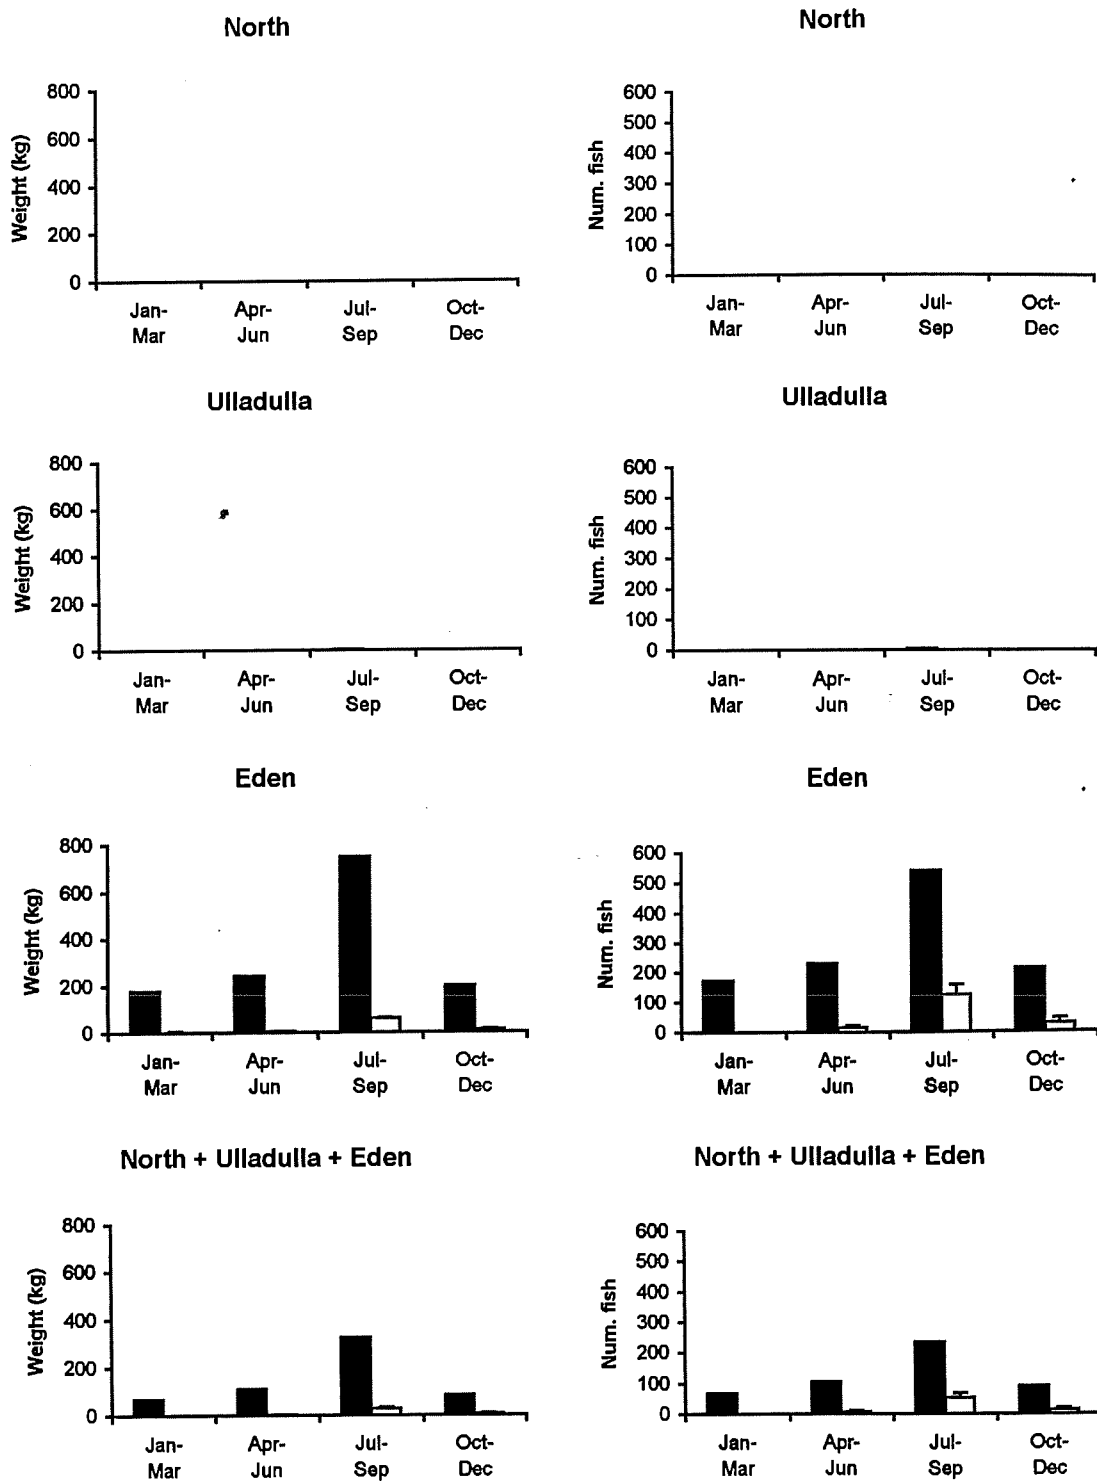 North
Weight (kg)
800
600
400
200
0
Jan-
Mar
Apr-
Jun
Jul-
Sep
Oct-
Dec
North
Num. fish
600
500
400
300
200
100
0
Jan-
Mar
Apr-
Jun
Jul-
Sep
Oct-
Dec
Ulladulla
Weight (kg)
800
600
400
200
0
Jan-
Mar
Apr-
Jun
Jul-
Sep
Oct-
Dec
Ulladulla
Num. fish
600
500
400
300
200
100
0
Jan-
Mar
Apr-
Jun
Jul-
Sep
Oct-
Dec
Eden
Weight (kg)
800
600
400
200
0
Jan-
Mar
Apr-
Jun
Jul-
Sep
Oct-
Dec
Eden
Num. fish
600
500
400
300
200
100
0
Jan-
Mar
Apr-
Jun
Jul-
Sep
Oct-
Dec
North + Ulladulla + Eden
Weight (kg)
800
600
400
200
0
Jan-
Mar
Apr-
Jun
Jul-
Sep
Oct-
Dec
North + Ulladulla + Eden
Num. fish
600
500
400
300
200
100
0
Jan-
Mar
Apr-
Jun
Jul-
Sep
Oct-
Dec